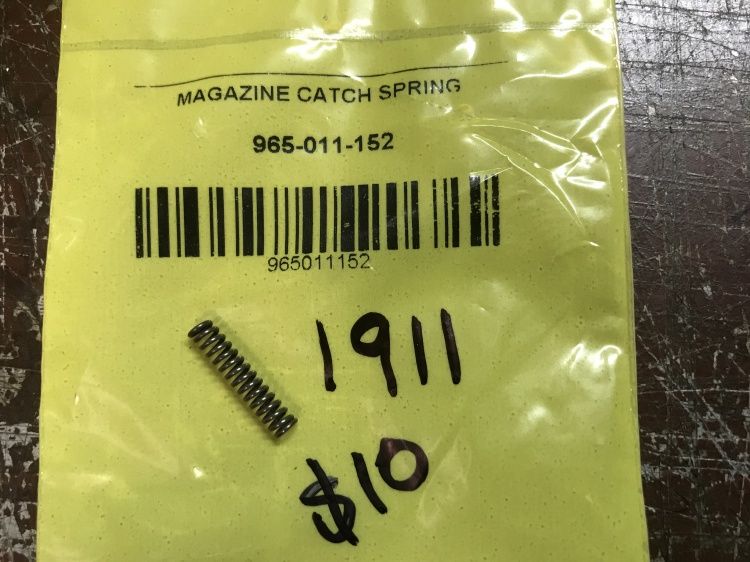 MAGAZINE CATCH SPRING
965-011-152
965011152
1911
$10